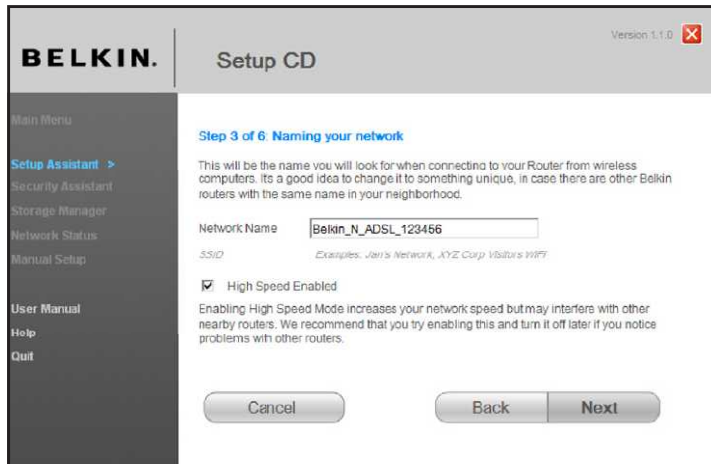 Version 1.1.0
BELKIN.
Setup CD
Main Menu
Setup Assistant >
Security Assistant
Storage Manager
Network Status
Manual Setup
User Manual
Help
Quit
Step 3 of 6: Naming your network
This will be the name you will look for when connecting to your Router from wireless
computers. Its a good idea to change it to something unique, in case there are other Belkin
routers with the same name in your neighborhood.
Network Name Belkin_N_ADSL_123456
SSID Examples: Jan's Network, XYZ Corp Visitors WiFi
High Speed Enabled
Enabling High Speed Mode increases your network speed but may interfere with other
nearby routers. We recommend that you try enabling this and turn it off later if you notice
problems with other routers.
Cancel Back Next